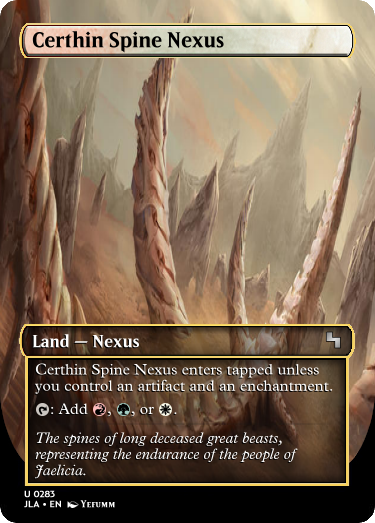 Certhin Spine Nexus
Land — Nexus
Certhin Spine Nexus enters tapped unless
you control an artifact and an enchantment.
: Add , , or .
The spines of long deceased great beasts,
representing the endurance of the people of
Jaelicia.
U 0283
JLA • EN Yefumm